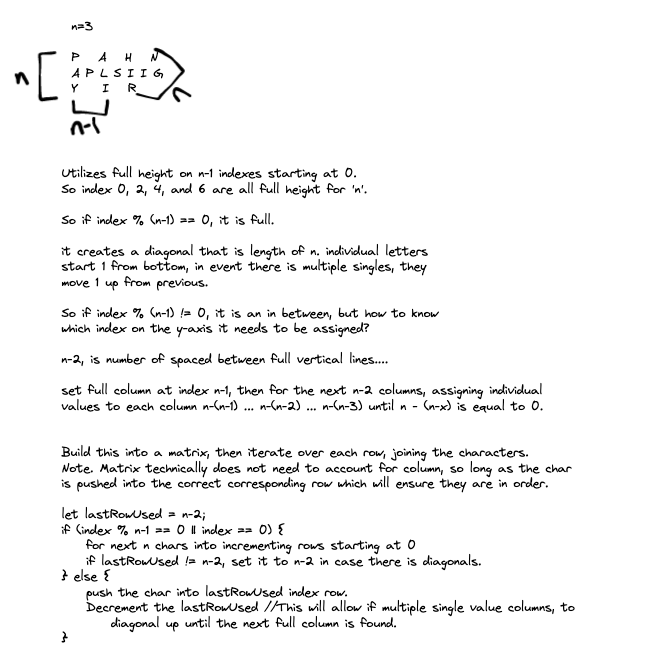 n=3
P A H N
n A P L S I I G
Y I R n
n-1
Utilizes full height on n-1 indexes starting at 0.
So index 0, 2, 4, and 6 are all full height for 'n'.
So if index % (n-1) == 0, it is full.
it creates a diagonal that is length of n. individual letters
start 1 from bottom, in event there is multiple singles, they
move 1 up from previous.
So if index % (n-1) != 0, it is an in between, but how to know
which index on the y-axis it needs to be assigned?
n-2, is number of spaced between full vertical lines....
set full column at index n-1, then for the next n-2 columns, assigning individual
values to each column n-(n-1) ... n-(n-2) ... n-(n-3) until n - (n-x) is equal to 0.
Build this into a matrix, then iterate over each row, joining the characters.
Note. Matrix technically does not need to account for column, so long as the char
is pushed into the correct corresponding row which will ensure they are in order.
let lastRowUsed = n-2;
if (index % n-1 == 0 || index == 0) {
for next n chars into incrementing rows starting at 0
if lastRowUsed != n-2, set it to n-2 in case there is diagonals.
} else {
push the char into lastRowUsed index row.
Decrement the lastRowUsed //This will allow if multiple single value columns, to
diagonal up until the next full column is found.
}